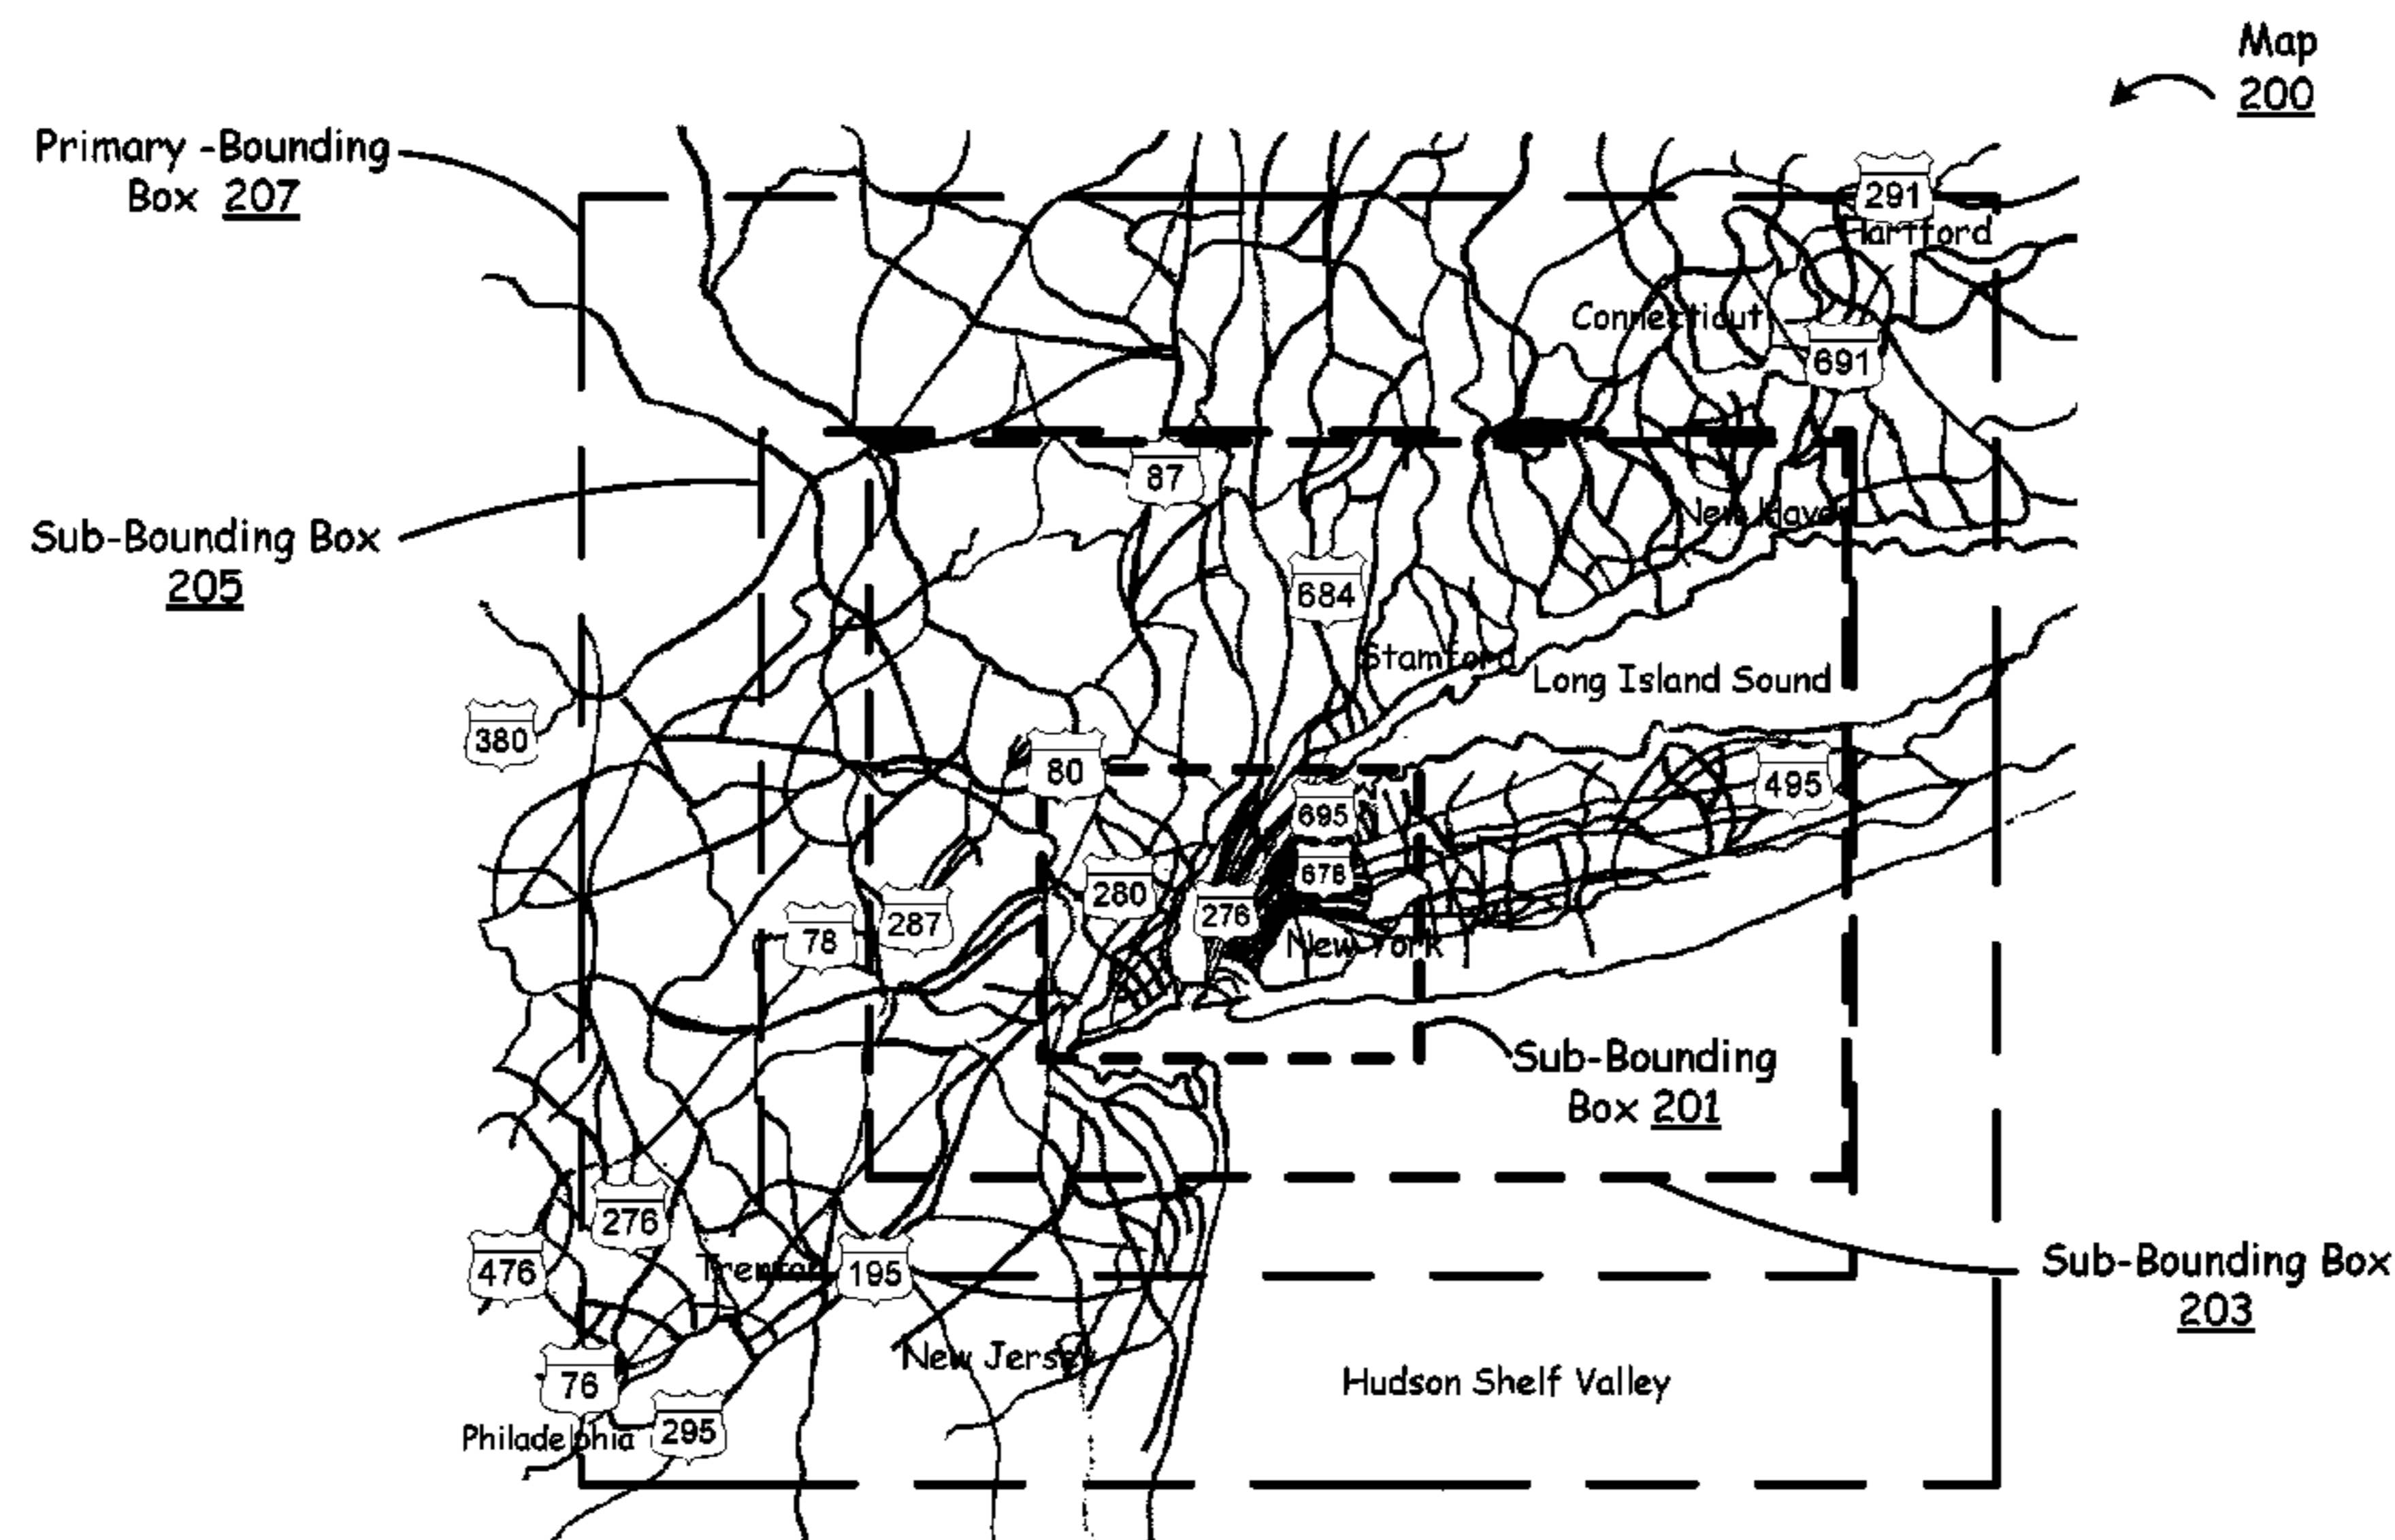 Map
200
Primary -Bounding
Box 207
291
Hartford
Connecticut
691
87
Sub-Bounding Box
205
New Haven
684
Stamford
Long Island Sound
380
80
495
695
678
280
276
287
78
New York
Sub-Bounding
Box 201
276
476
Trenton
195
Sub-Bounding Box
203
New Jersey
Hudson Shelf Valley
76
295
Philadelphia